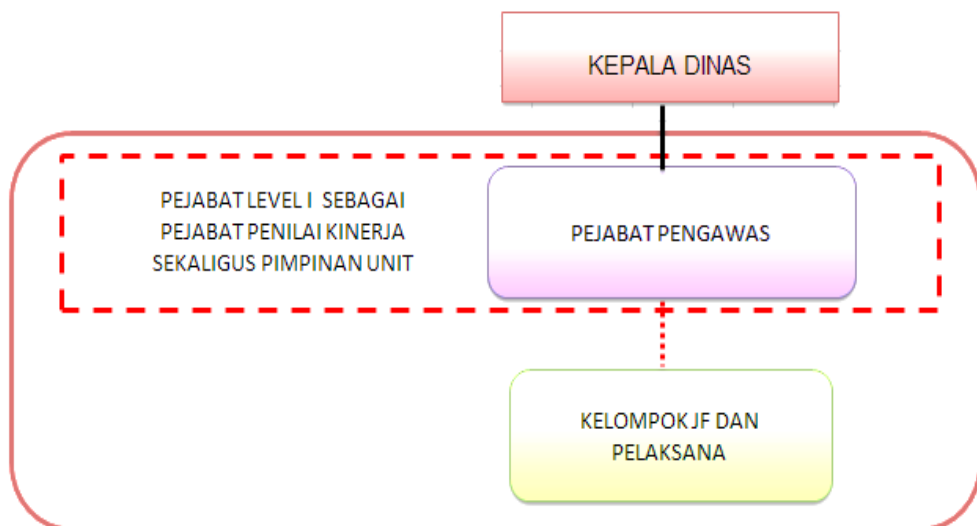 KEPALA DINAS
PEJABAT LEVEL I SEBAGAI
PEJABAT PENILAI KINERJA
SEKALIGUS PIMPINAN UNIT
PEJABAT PENGAWAS
KELOMPOK JF DAN
PELAKSANA